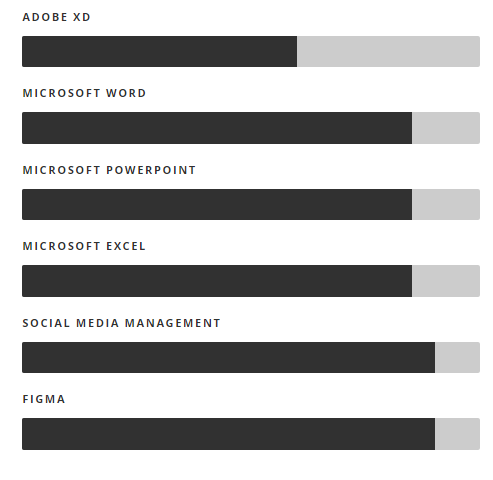 ADOBE XD
MICROSOFT WORD
MICROSOFT POWERPOINT
MICROSOFT EXCEL
SOCIAL MEDIA MANAGEMENT
FIGMA